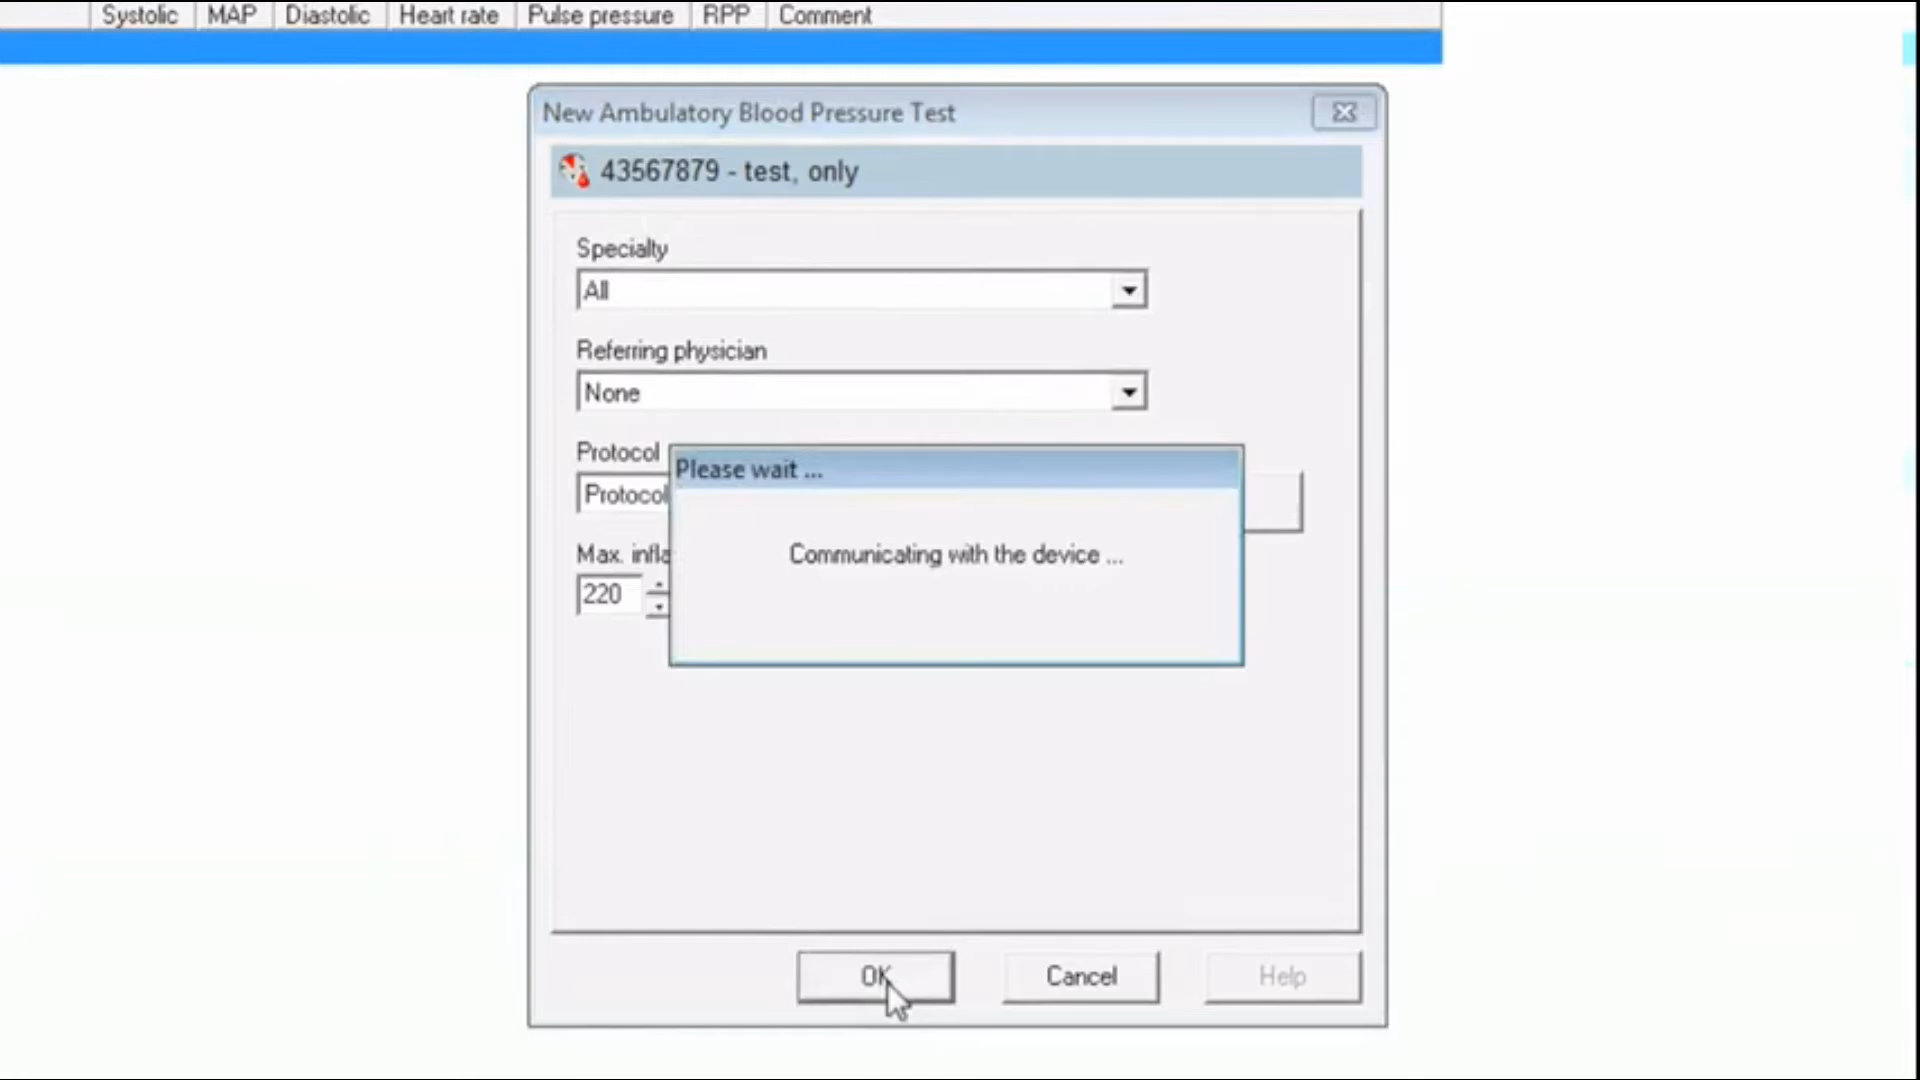 Systolic MAP Diastolic Heart rate Pulse pressure RPP Comment
New Ambulatory Blood Pressure Test
43567879 - test, only
Specialty
All
Referring physician
None
Protocol
Protocol
Please wait ...
Communicating with the device ...
Max. infla
220
OK Cancel Help